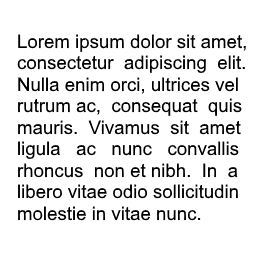 Lorem ipsum dolor sit amet,
consectetur adipiscing elit.
Nulla enim orci, ultrices vel
rutrum ac, consequat quis
mauris. Vivamus sit amet
ligula ac nunc convallis
rhoncus non et nibh. In a
libero vitae odio sollicitudin
molestie in vitae nunc.